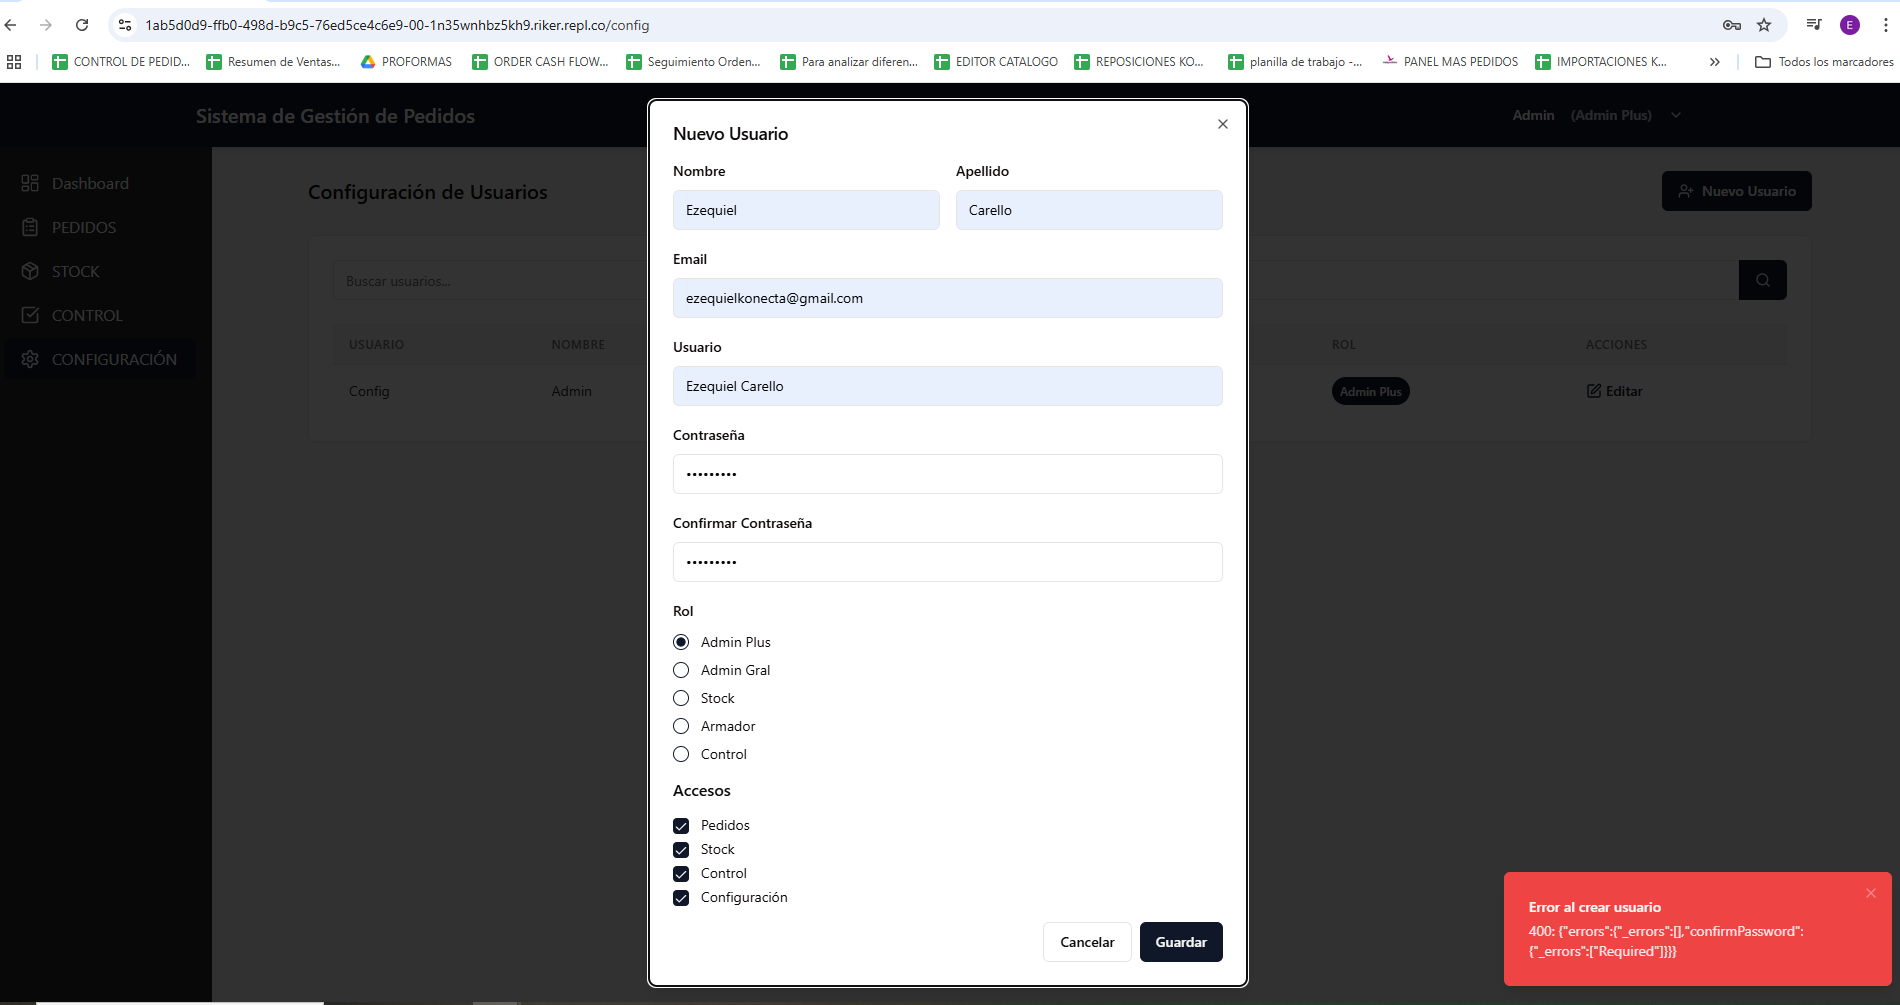 1ab5d0d9-ffb0-498d-b9c5-76ed5ce4c6e9-00-1n35wnhbz5kh9.riker.repl.co/config
E
CONTROL DE PEDID...
Resumen de Ventas...
PROFORMAS
ORDER CASH FLOW...
Seguimiento Orden...
Para analizar diferen...
EDITOR CATALOGO
REPOSICIONES KO...
planilla de trabajo -...
PANEL MAS PEDIDOS
IMPORTACIONES K...
Todos los marcadores
Sistema de Gestión de Pedidos
Admin (Admin Plus)
Dashboard
PEDIDOS
STOCK
CONTROL
CONFIGURACIÓN
Configuración de Usuarios
Nuevo Usuario
Buscar usuarios...
USUARIO
NOMBRE
ROL
ACCIONES
Config
Admin
Admin Plus
Editar
Nuevo Usuario
Nombre
Apellido
Ezequiel
Carello
Email
ezequielkonecta@gmail.com
Usuario
Ezequiel Carello
Contraseña
•••••••••
Confirmar Contraseña
•••••••••
Rol
Admin Plus
Admin Gral
Stock
Armador
Control
Accesos
Pedidos
Stock
Control
Configuración
Cancelar
Guardar
Error al crear usuario
400: {"errors":{"_errors":[],"confirmPassword":
{"_errors":["Required"]}}}